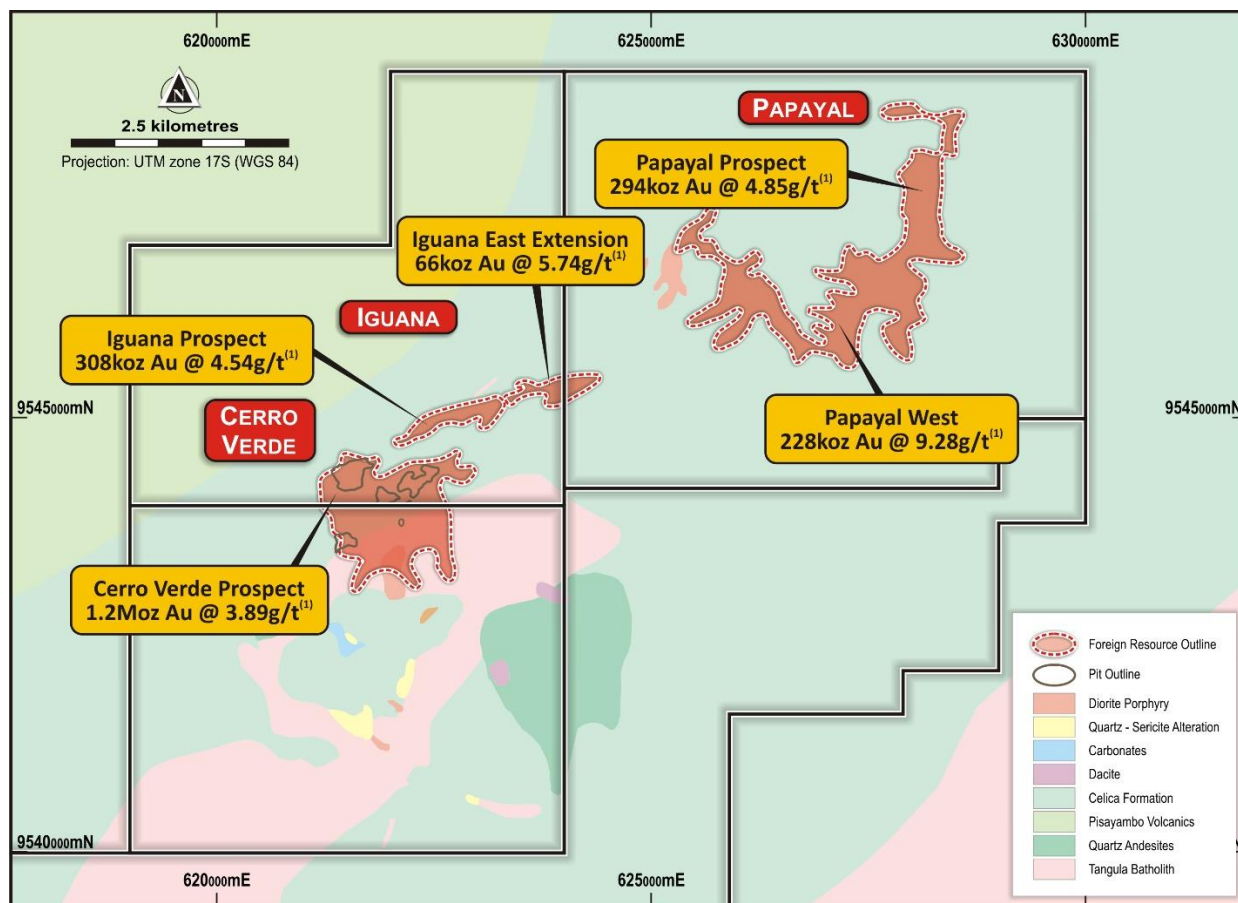 620000mE
625000mE
630000mE
N
2.5 kilometres
Projection: UTM zone 17S (WGS 84)
PAPAYAL
Papayal Prospect
294koz Au @ 4.85g/t(1)
Iguana East Extension
66koz Au @ 5.74g/t(1)
IGUANA
Iguana Prospect
308koz Au @ 4.54g/t(1)
9545000mN
9545000mN
CERRO
VERDE
Papayal West
228koz Au @ 9.28g/t(1)
Cerro Verde Prospect
1.2Moz Au @ 3.89g/t(1)
Foreign Resource Outline
Pit Outline
Diorite Porphyry
Quartz - Sericite Alteration
Carbonates
Dacite
Celica Formation
Pisayambo Volcanics
Quartz Andesites
Tangula Batholith
9540000mN
620000mE
625000mE